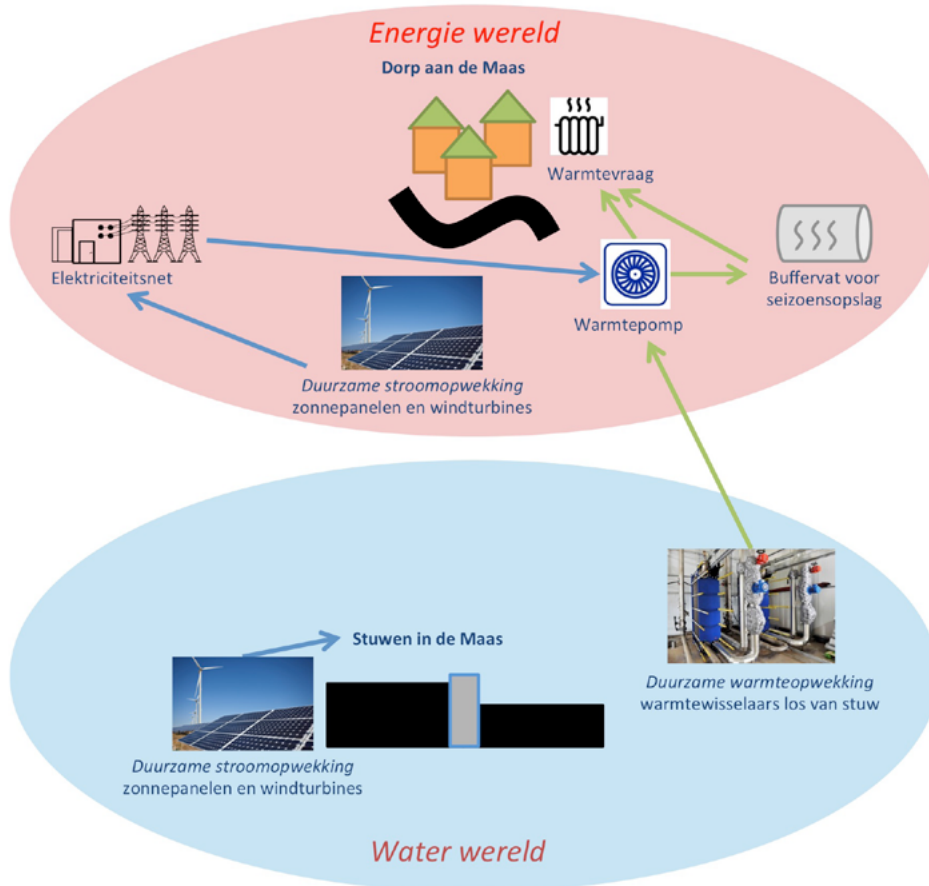 Energie wereld
Dorp aan de Maas
Warmtevraag
Elektriciteitsnet
Buffervat voor
seizoensopslag
Warmtepomp
Duurzame stroomopwekking
zonnepanelen en windturbines
Stuwen in de Maas
Duurzame warmteopwekking
warmtewisselaars los van stuw
Duurzame stroomopwekking
zonnepanelen en windturbines
Water wereld